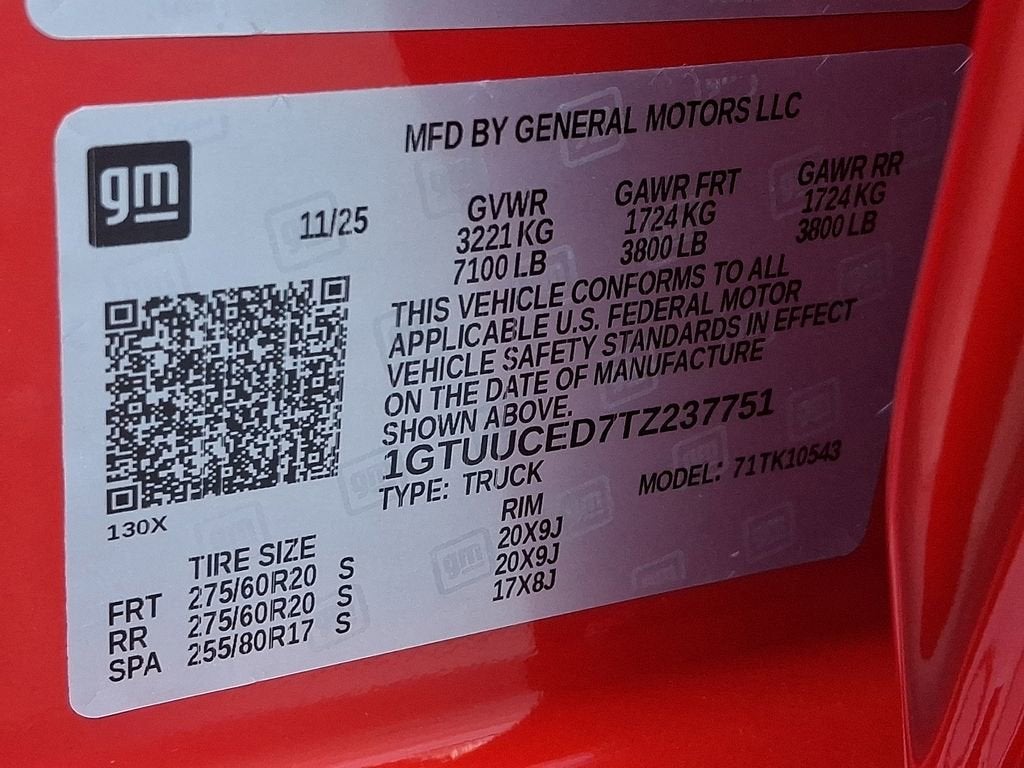 gm
MFD BY GENERAL MOTORS LLC
11/25
GVWR GAWR FRT GAWR RR
3221 KG 1724 KG 1724 KG
7100 LB 3800 LB 3800 LB
THIS VEHICLE CONFORMS TO ALL
APPLICABLE U.S. FEDERAL MOTOR
VEHICLE SAFETY STANDARDS IN EFFECT
ON THE DATE OF MANUFACTURE
SHOWN ABOVE.
1GTUUCED7TZ237751
TYPE: TRUCK MODEL: 71TK10543
130X
TIRE SIZE RIM
FRT 275/60R20 S 20X9J
RR 275/60R20 S 20X9J
SPA 255/80R17 S 17X8J